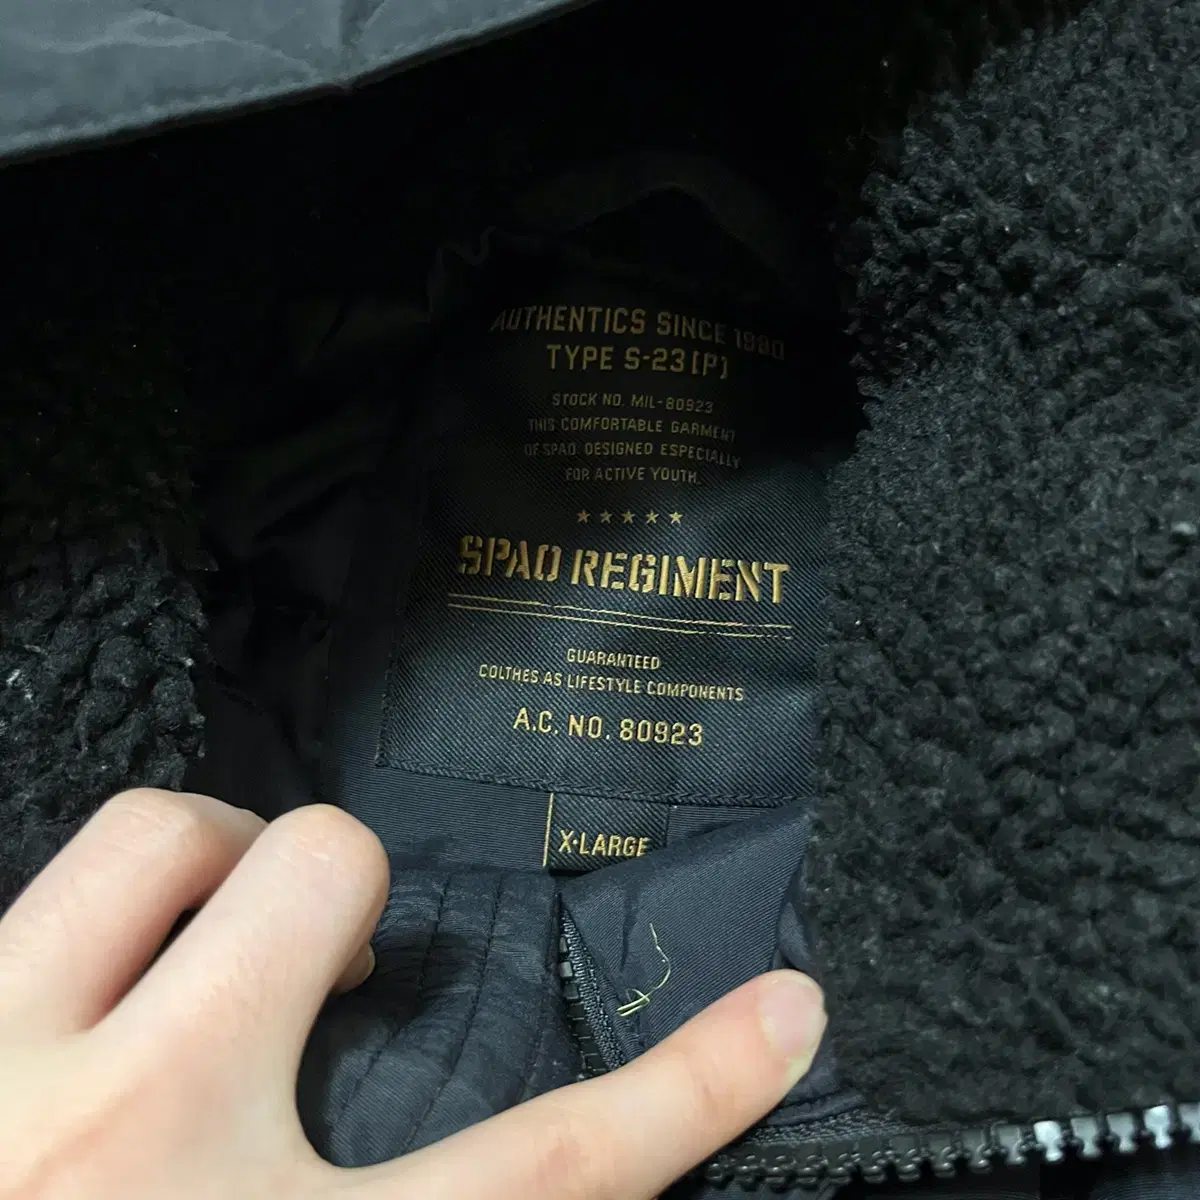 AUTHENTICS SINCE 1980
TYPE S-23 [P]
STOCK NO. MIL-80923
THIS COMFORTABLE GARMENT
OF SPAO. DESIGNED ESPECIALLY
FOR ACTIVE YOUTH.
★★★★★
SPAO REGIMENT
GUARANTEED
COLTHES AS LIFESTYLE COMPONENTS
A.C. NO. 80923
X·LARGE